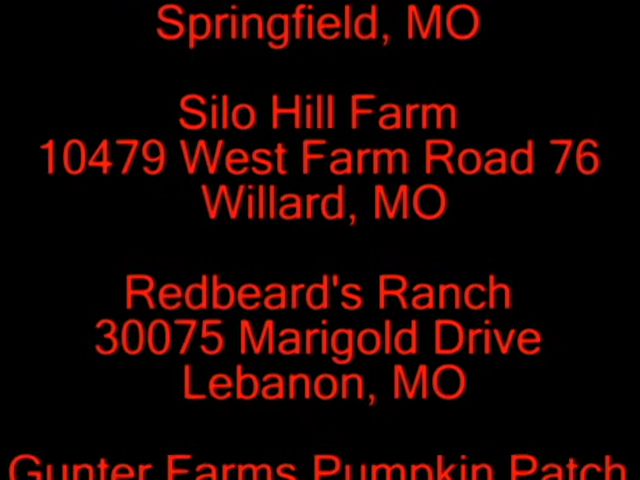 Springfield, MO
Silo Hill Farm
10479 West Farm Road 76
Willard, MO
Redbeard's Ranch
30075 Marigold Drive
Lebanon, MO
Gunter Farms Pumpkin Patch